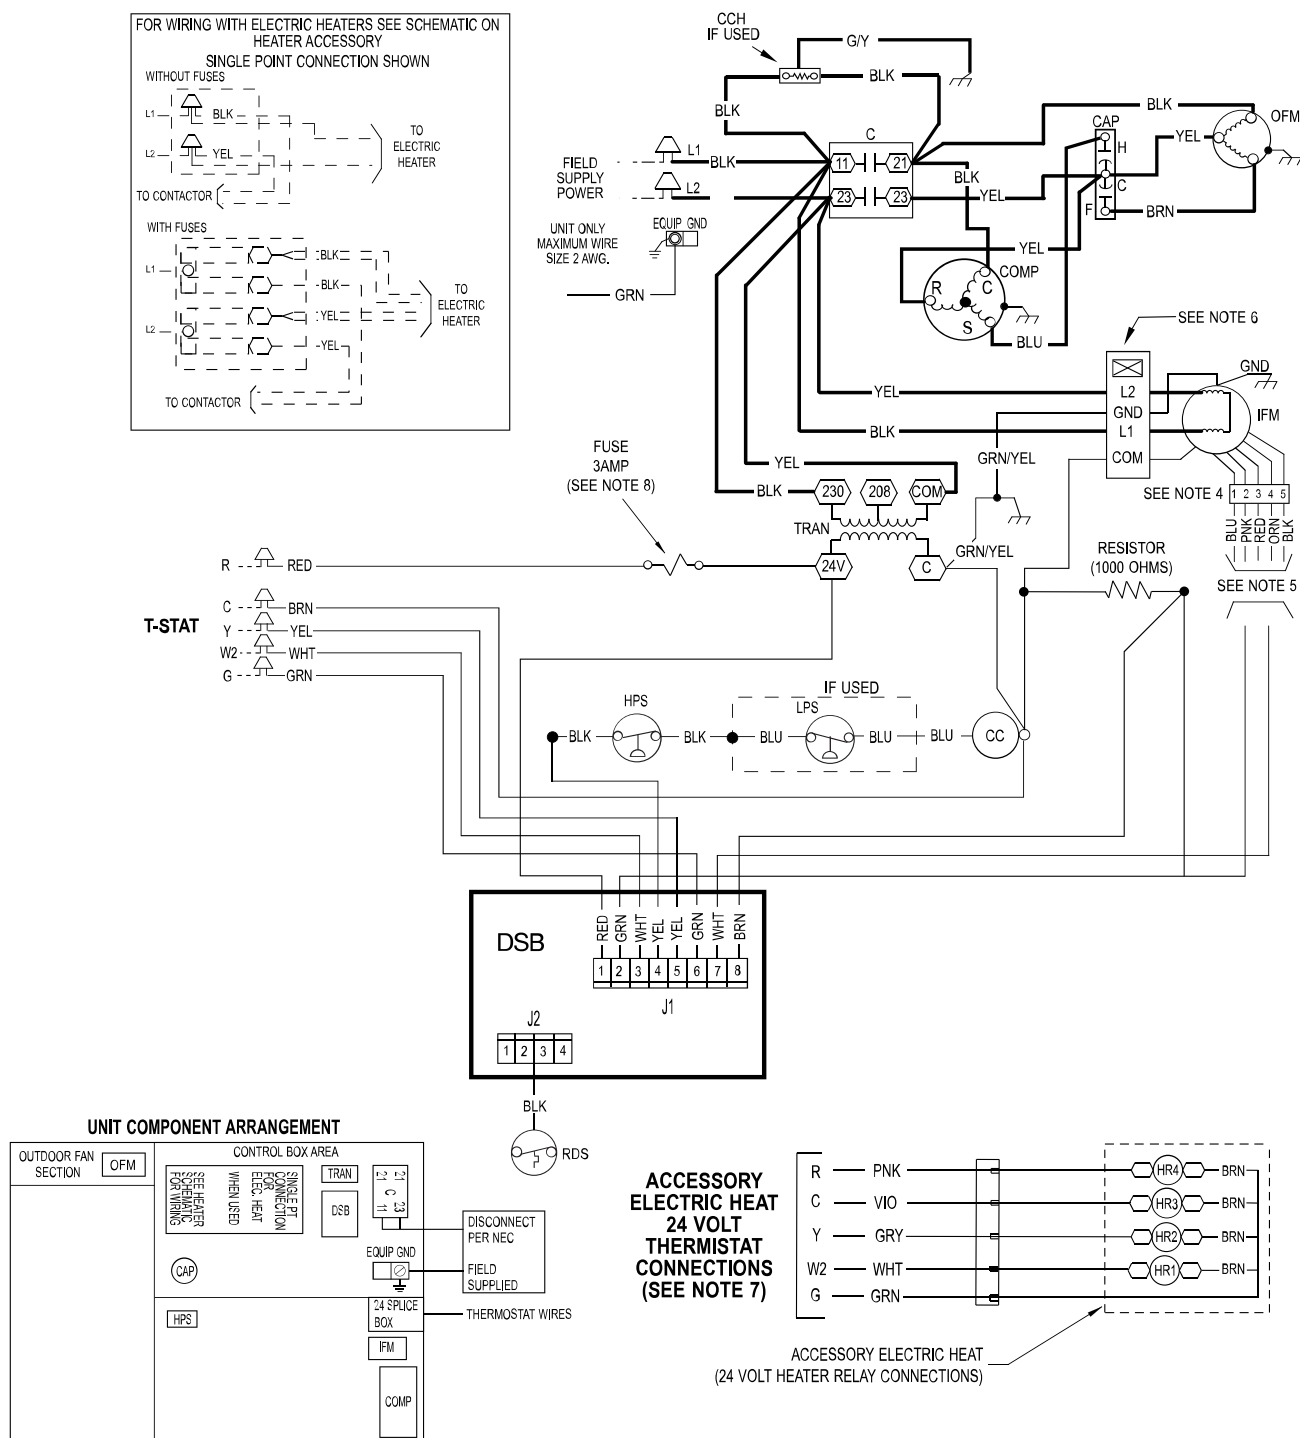 FOR WIRING WITH ELECTRIC HEATERS SEE SCHEMATIC ON
HEATER ACCESSORY
SINGLE POINT CONNECTION SHOWN
WITHOUT FUSES
L1
BLK
L2
YEL
TO
ELECTRIC
HEATER
TO CONTACTOR
WITH FUSES
L1
BLK
BLK
YEL
L2
YEL
TO
ELECTRIC
HEATER
TO CONTACTOR
CCH
IF USED
G/Y
BLK
BLK
BLK
OFM
CAP
H
YEL
C
F
BRN
C
L1
BLK
11
21
FIELD
SUPPLY
POWER
L2
23
23
BLK
YEL
UNIT ONLY
MAXIMUM WIRE
SIZE 2 AWG.
EQUIP GND
GRN
YEL
COMP
R
C
S
BLU
SEE NOTE 6
GND
IFM
YEL
L2
GND
BLK
L1
COM
GRN/YEL
SEE NOTE 4
1 2 3 4 5
BLU
PNK
RED
ORN
BLK
SEE NOTE 5
FUSE
3AMP
(SEE NOTE 8)
YEL
BLK
230
208
COM
TRAN
24V
C
GRN/YEL
RESISTOR
(1000 OHMS)
T-STAT
R
RED
C
BRN
Y
YEL
W2
WHT
G
GRN
HPS
IF USED
LPS
BLK
BLK
BLU
BLU
BLU
CC
DSB
RED
GRN
WHT
YEL
YEL
GRN
WHT
BRN
1 2 3 4 5 6 7 8
J1
J2
1 2 3 4
BLK
RDS
UNIT COMPONENT ARRANGEMENT
OUTDOOR FAN
SECTION
OFM
CONTROL BOX AREA
SINGLE PT
CONNECTION
FOR
ELEC. HEAT
WHEN USED
SEE HEATER
SCHEMATIC
FOR WIRING
TRAN
DSB
21 21
C
11 23
DISCONNECT
PER NEC
FIELD
SUPPLIED
EQUIP GND
CAP
HPS
24 SPLICE
BOX
THERMOSTAT WIRES
IFM
COMP
ACCESSORY
ELECTRIC HEAT
24 VOLT
THERMISTAT
CONNECTIONS
(SEE NOTE 7)
R
PNK
HR4
BRN
C
VIO
HR3
BRN
Y
GRY
HR2
BRN
W2
WHT
HR1
BRN
G
GRN
ACCESSORY ELECTRIC HEAT
(24 VOLT HEATER RELAY CONNECTIONS)